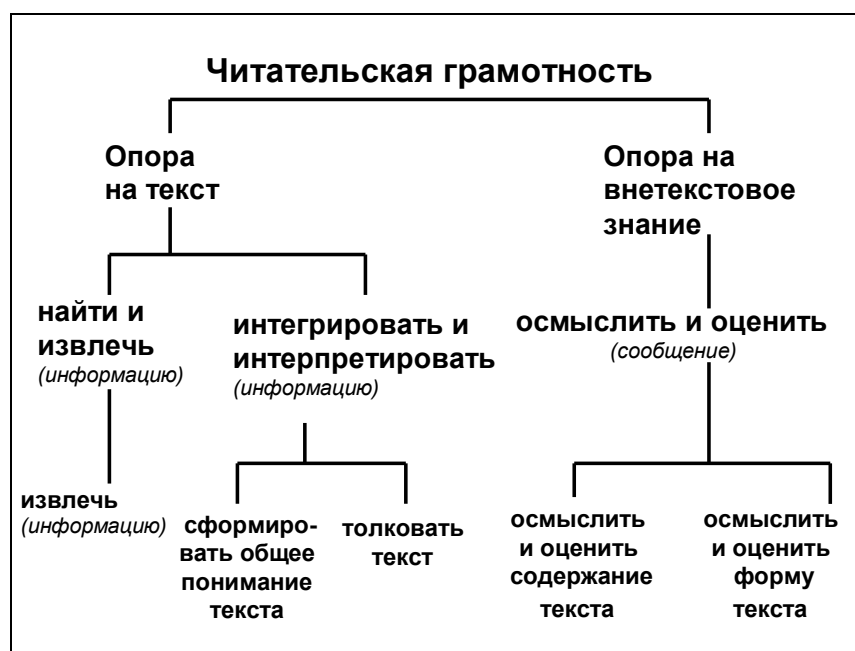 Читательская грамотность
Опора
на текст
Опора на
внетекстовое
знание
найти и
извлечь
(информацию)
интегрировать и
интерпретировать
(информацию)
осмыслить и оценить
(сообщение)
извлечь
(информацию)
сформиро-
вать общее
понимание
текста
толковать
текст
осмыслить
и оценить
содержание
текста
осмыслить
и оценить
форму
текста